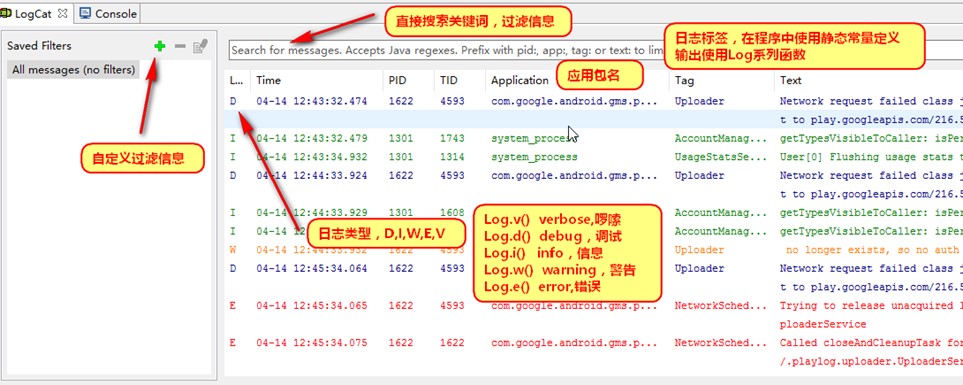 LogCat
Console
直接搜索关键词，过滤信息
Saved Filters
Search for messages. Accepts Java regexes. Prefix with pid:, app:, tag: or text: to lim
日志标签，在程序中使用静态常量定义
输出使用Log系列函数
All messages (no filters)
应用包名
L... Time PID TID Application Tag Text
D 04-14 12:43:32.474 1622 4593 com.google.android.gms.p... Uploader Network request failed class j
t to play.googleapis.com/216.5
I 04-14 12:43:32.479 1301 1743 system_process AccountManag... getTypesVisibleToCaller: isPer
I 04-14 12:43:34.932 1301 1314 system_process UsageStatsSe... User[0] Flushing usage stats t
自定义过滤信息
D 04-14 12:44:33.924 1622 4593 com.google.android.gms.p... Uploader Network request failed class j
t to play.googleapis.com/216.5
I 04-14 12:44:33.929 1301 1608 AccountManag... getTypesVisibleToCaller: isPer
I 04-14 AccountManag... getTypesVisibleToCaller: isPer
日志类型，D,I,W,E,V
Log.v() verbose,啰嗦
Log.d() debug，调试
Log.i() info，信息
Log.w() warning，警告
Log.e() error,错误
W Uploader no longer exists, so no auth
D 04-14 12:45:34.064 1622 4593 Uploader Network request failed class j
t to play.googleapis.com/216.5
E 04-14 12:45:34.065 1622 4593 com.google.android.gms.p... NetworkSched... Trying to release unacquired l
ploaderService
E 04-14 12:45:34.075 1622 1622 com.google.android.gms.p... NetworkSched... Called closeAndCleanupTask for
/.playlog.uploader.UploaderSer